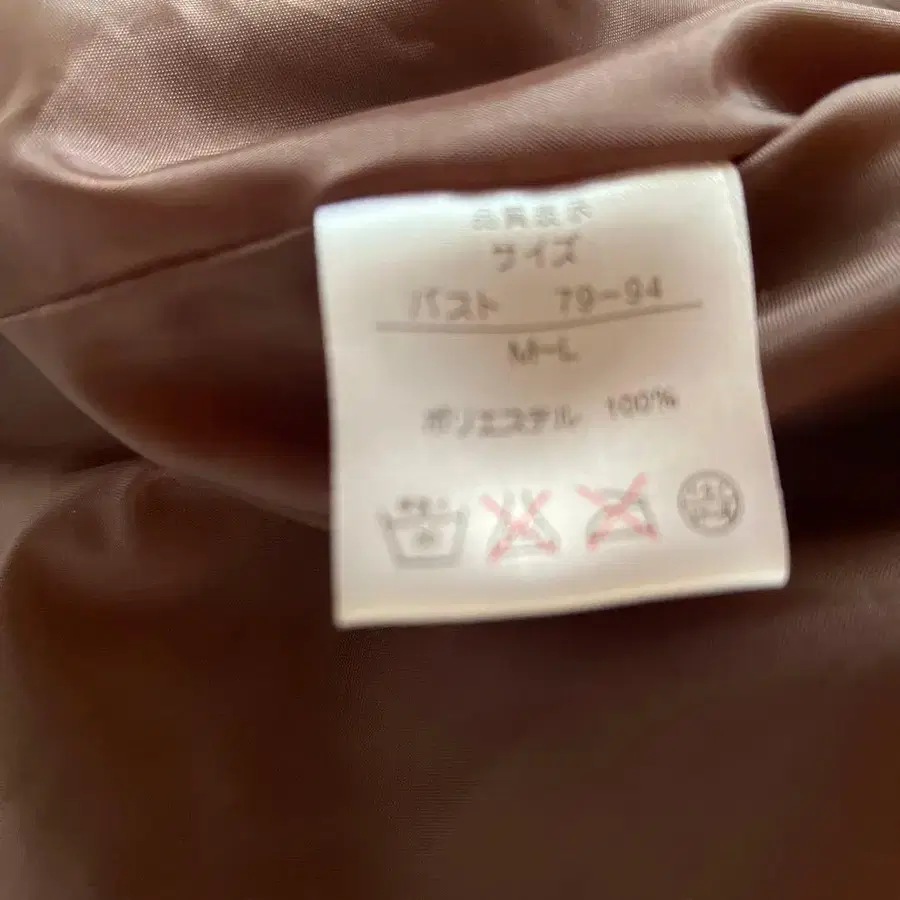 品質表示
サイズ
バスト 79-94
M-L
ポリエステル 100%